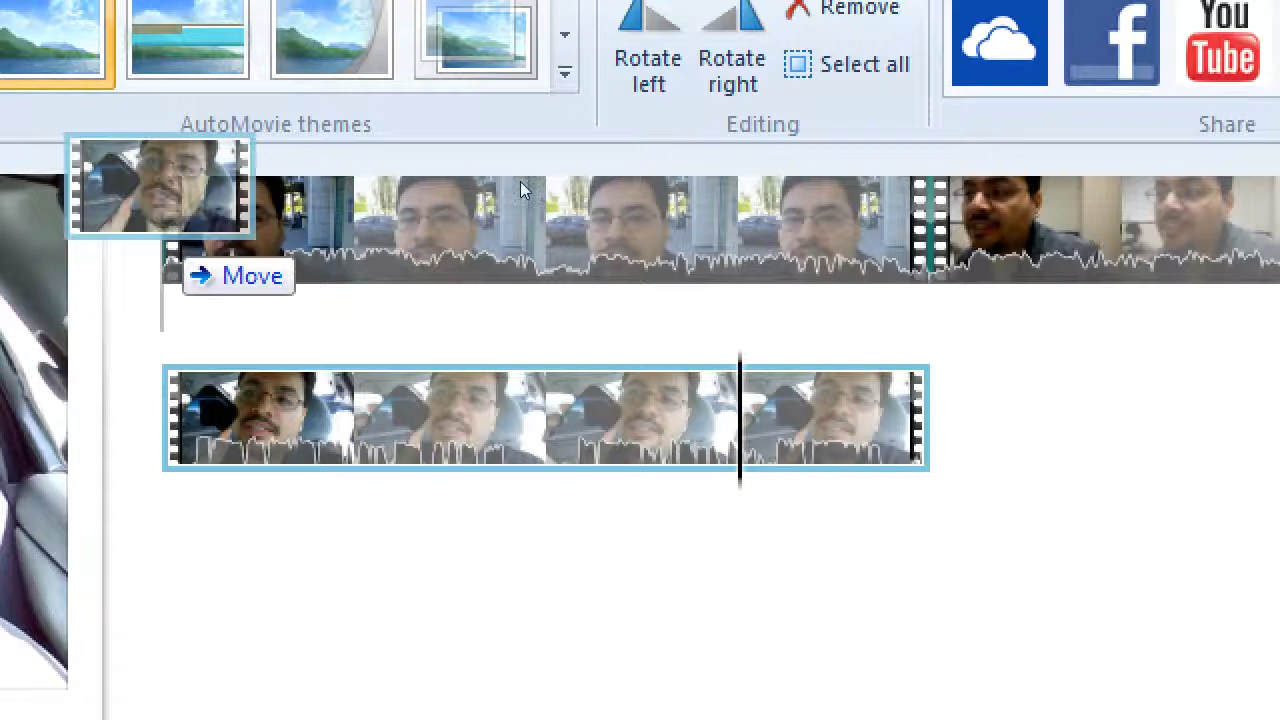 Remove
Rotate left
Rotate right
Select all
AutoMovie themes
Editing
Share
f
You
Tube
Move